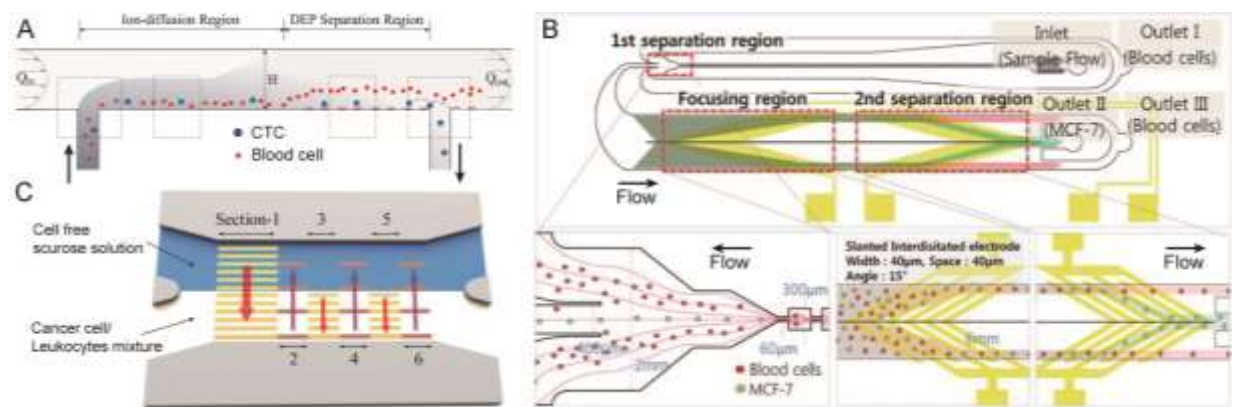 A
Ion-diffusion Region
DEP Separation Region
H
CTC
Blood cell
B
1st separation region
Inlet
(Sample Flow)
Outlet I
(Blood cells)
Focusing region
2nd separation region
Outlet II
(MCF-7)
Outlet III
(Blood cells)
Flow
Flow
300μm
60μm
2mm
Blood cells
MCF-7
Slanted Interdisitated electrode
Width : 40μm, Space : 40μm
Angle : 15°
Flow
C
Section-1
3
5
Cell free
scurose solution
Cancer cell/
Leukocytes mixture
2
4
6